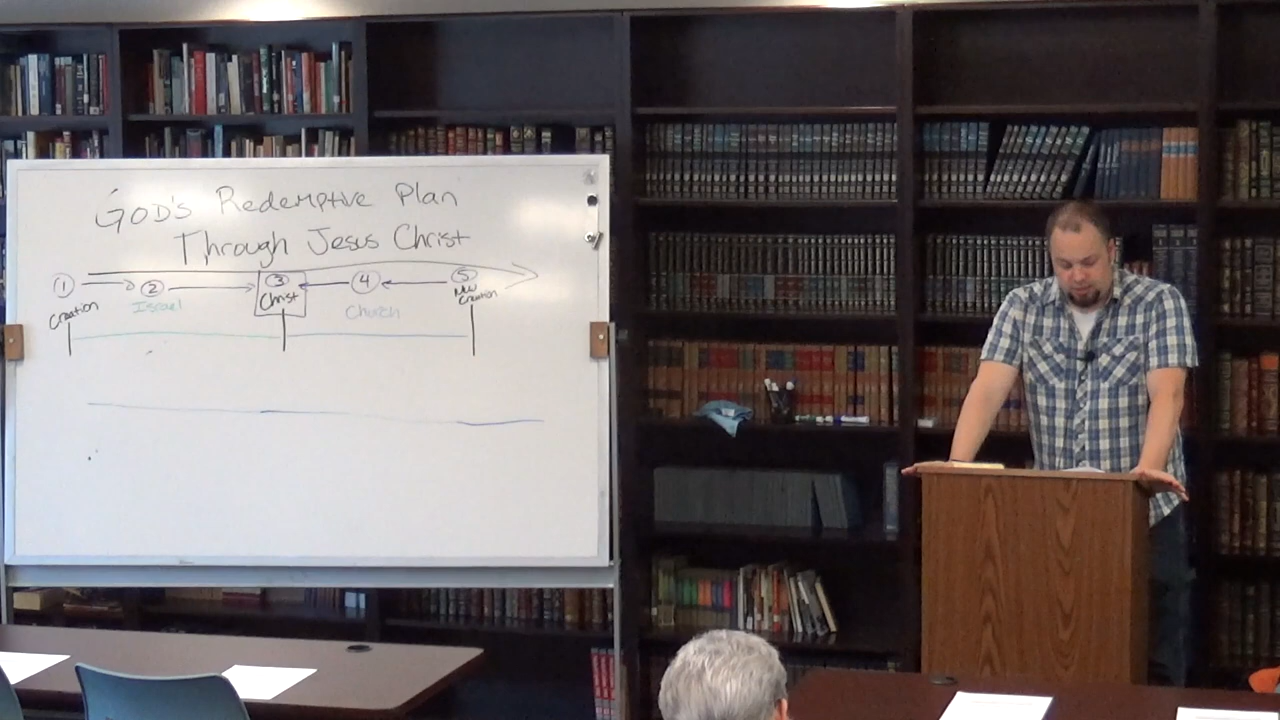 GOD'S Redemptive Plan
Through Jesus Christ
1 2 3 4 5
Creation Israel Christ Church New Creation